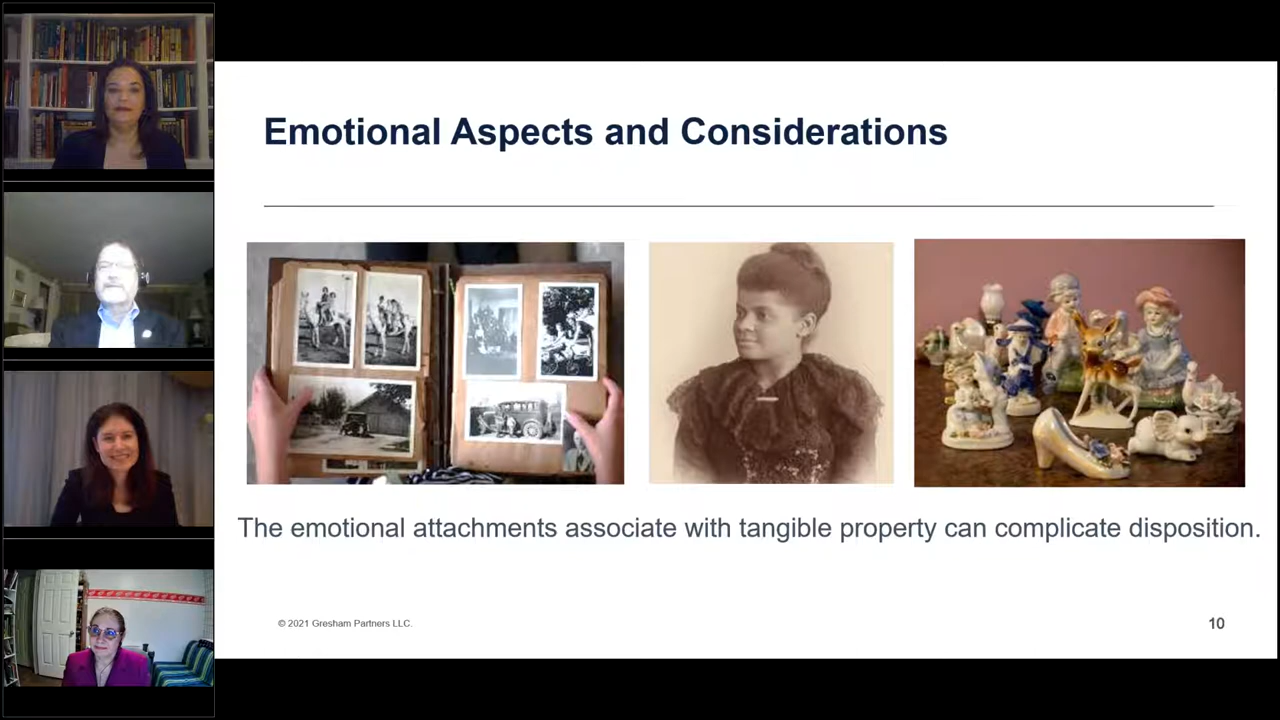 Emotional Aspects and Considerations
The emotional attachments associate with tangible property can complicate disposition.
© 2021 Gresham Partners LLC.
10